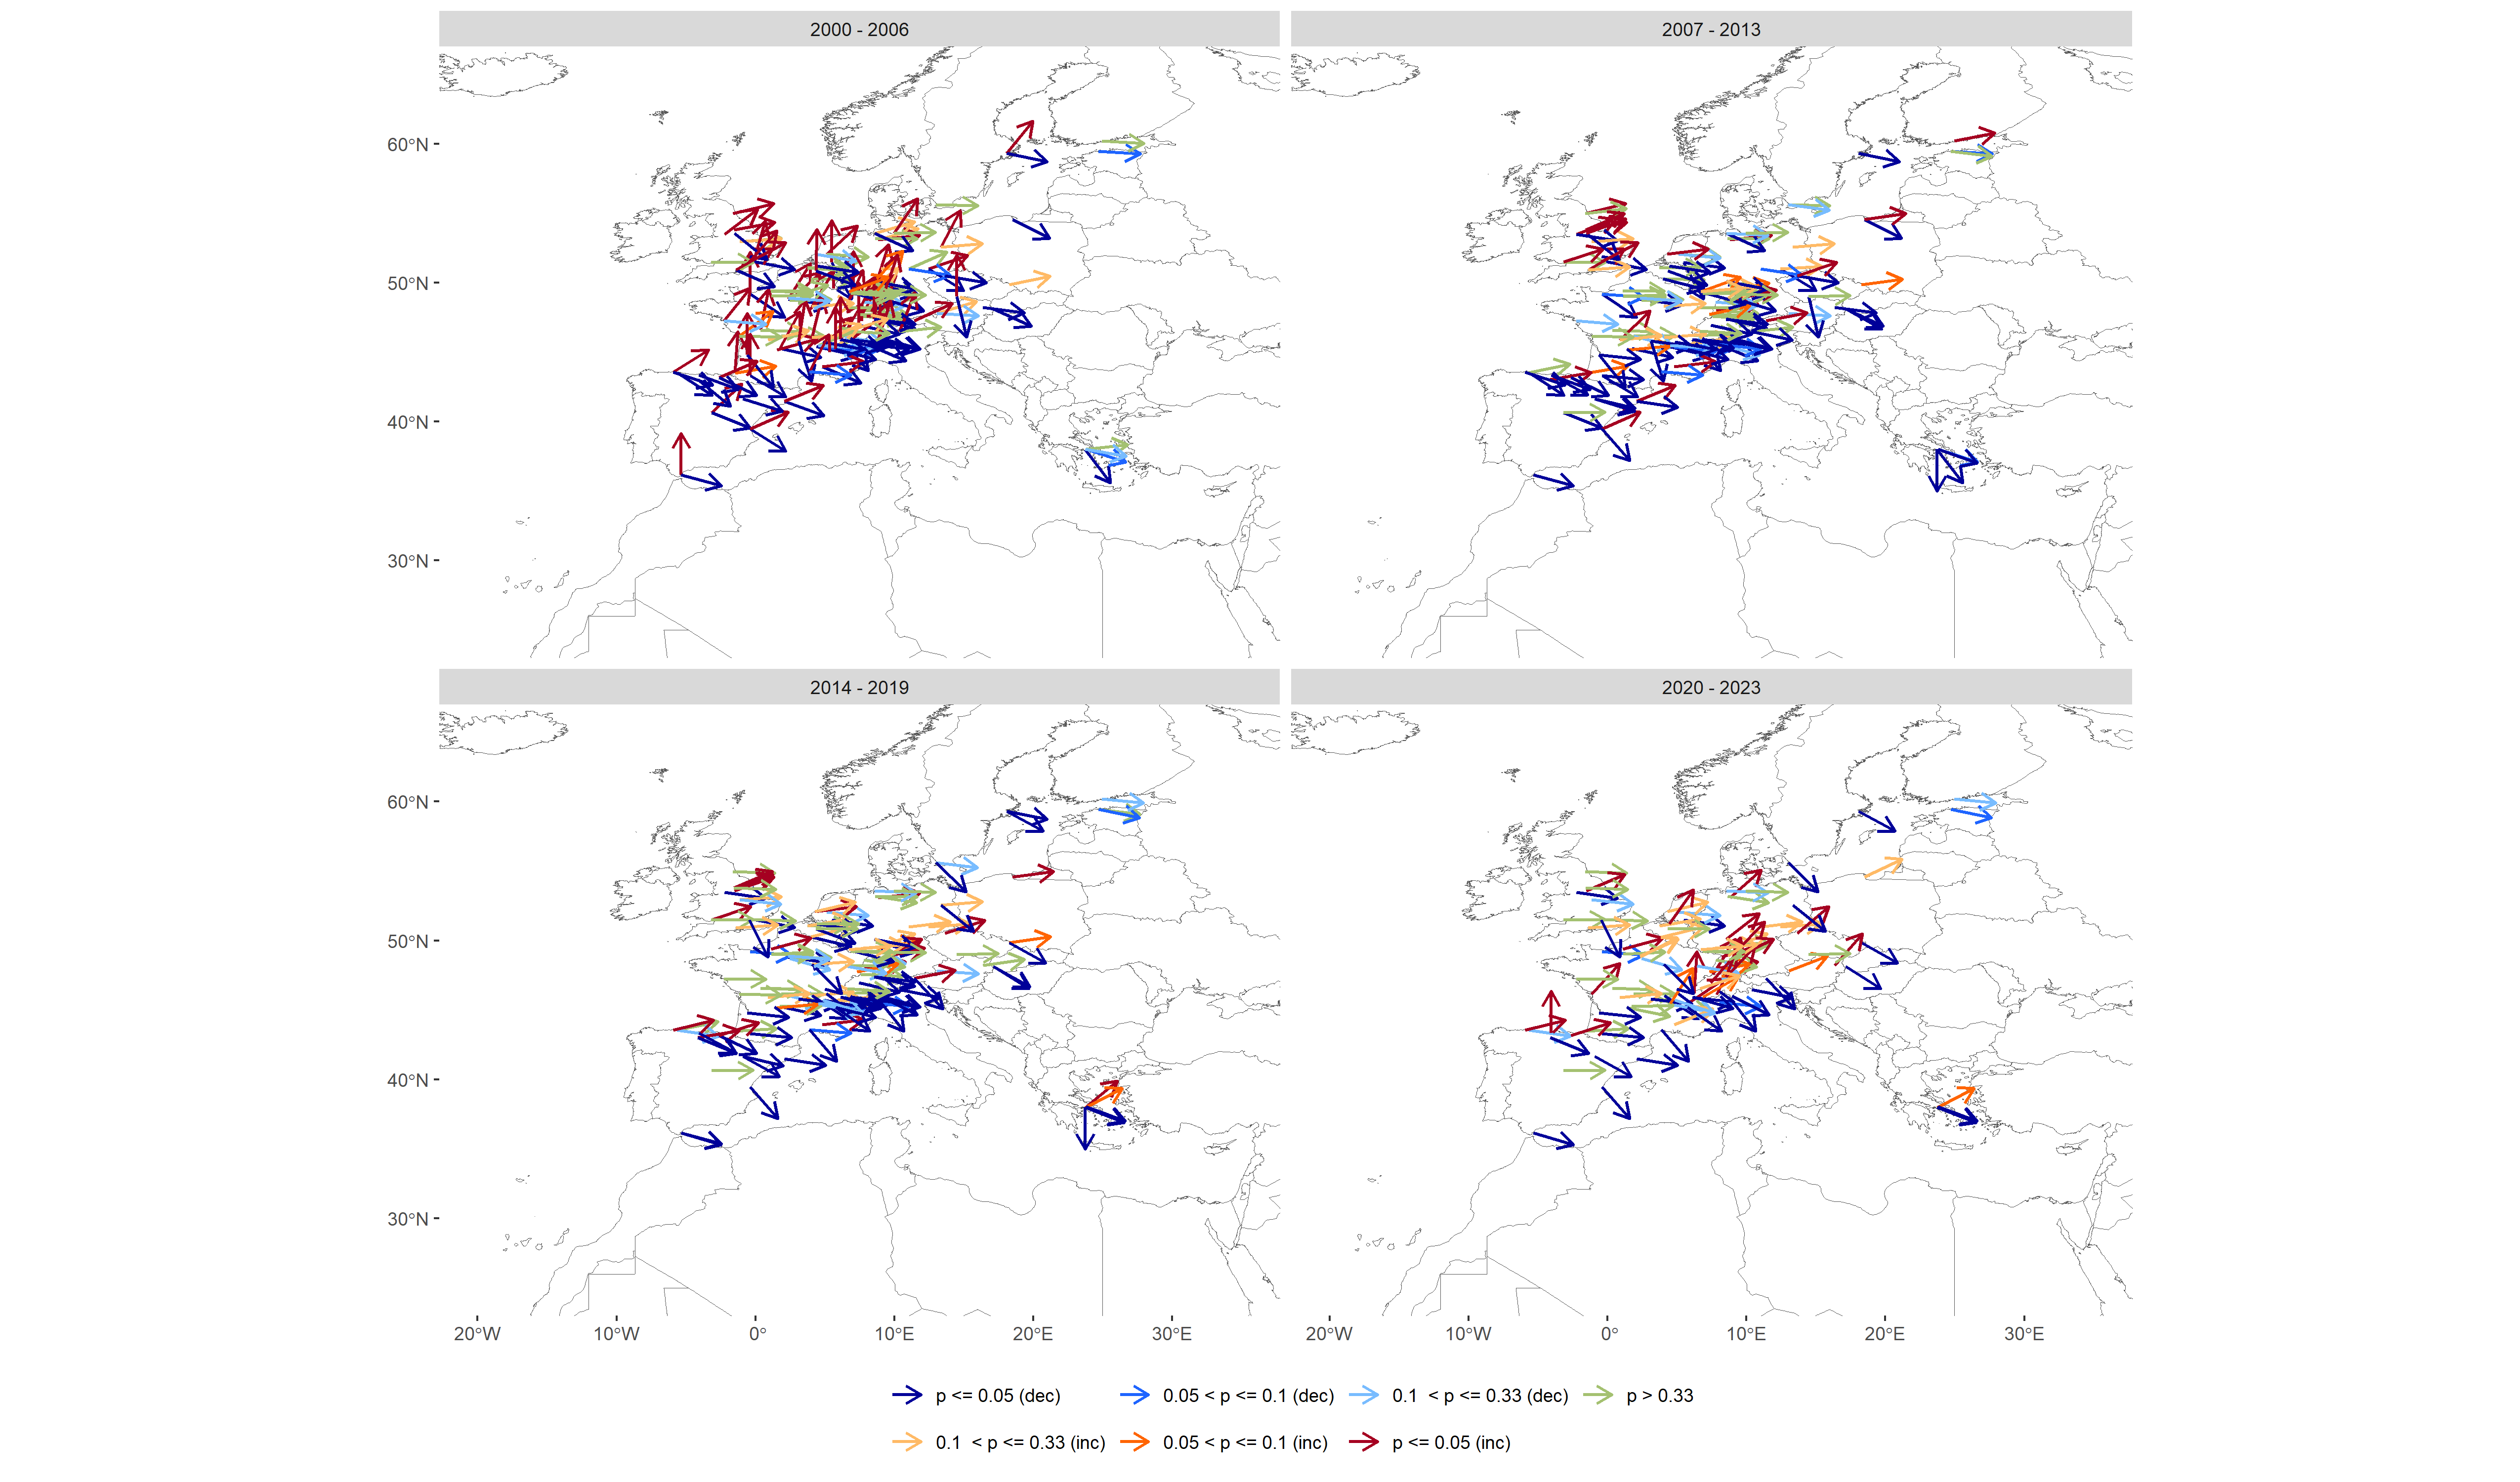 2000 - 2006
2007 - 2013
60°N
50°N
40°N
30°N
2014 - 2019
2020 - 2023
60°N
50°N
40°N
30°N
20°W 10°W 0° 10°E 20°E 30°E
20°W 10°W 0° 10°E 20°E 30°E
p <= 0.05 (dec) 0.05 < p <= 0.1 (dec) 0.1 < p <= 0.33 (dec) p > 0.33
0.1 < p <= 0.33 (inc) 0.05 < p <= 0.1 (inc) p <= 0.05 (inc)